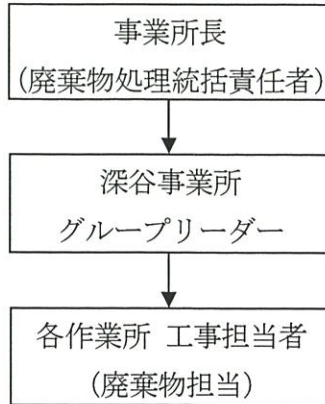 事業所長
(廃棄物処理統括責任者)
深谷事業所
グループリーダー
各作業所 工事担当者
(廃棄物担当)